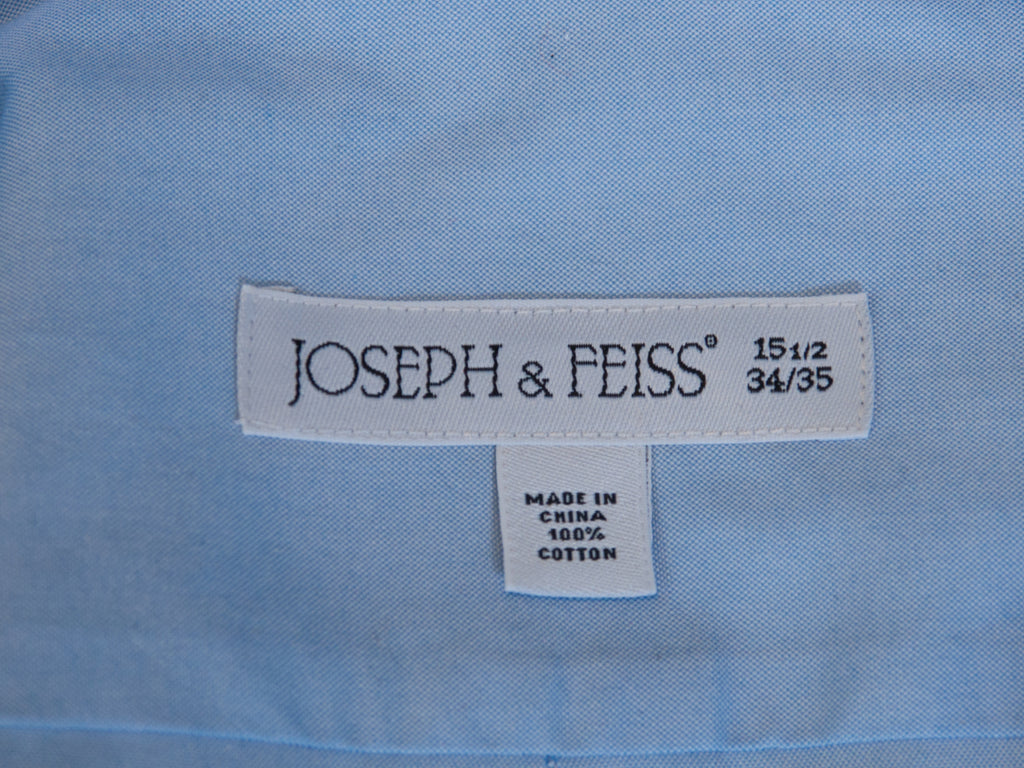 JOSEPH & FEISS® 15 1/2
34/35
MADE IN
CHINA
100%
COTTON